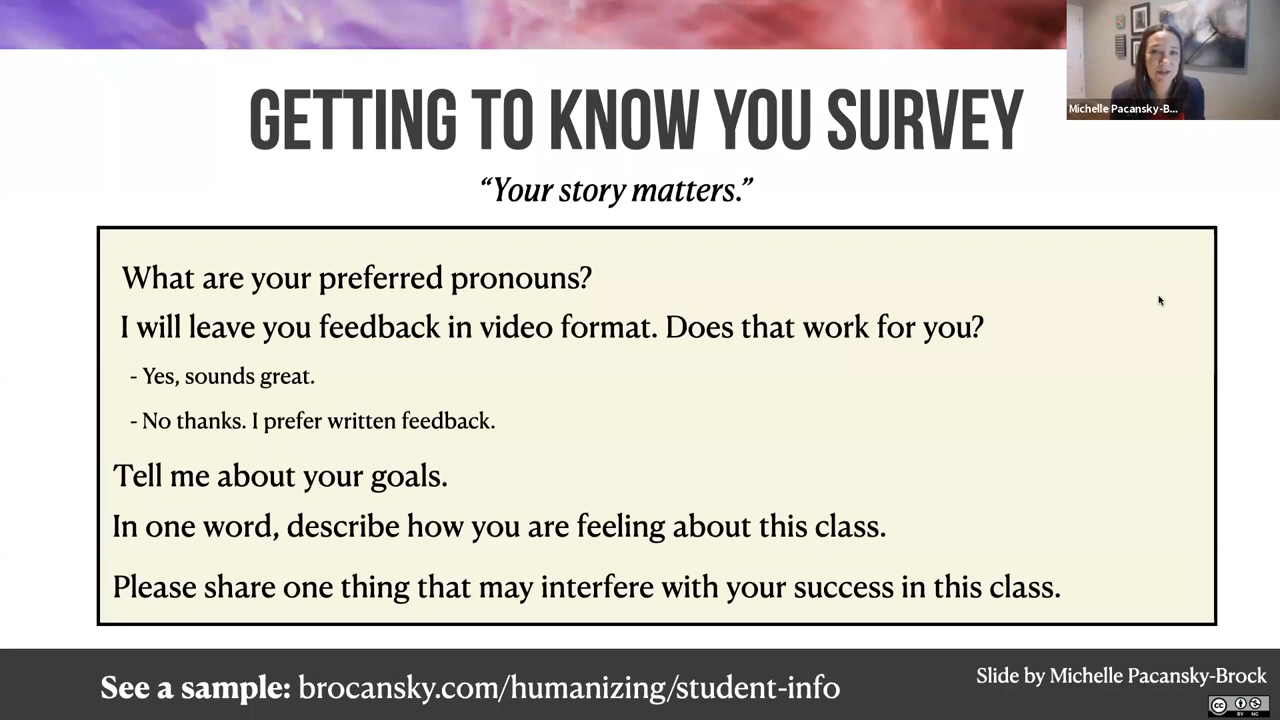 Michelle Pacansky-B...
GETTING TO KNOW YOU SURVEY
“Your story matters.”
What are your preferred pronouns?
I will leave you feedback in video format. Does that work for you?
- Yes, sounds great.
- No thanks. I prefer written feedback.
Tell me about your goals.
In one word, describe how you are feeling about this class.
Please share one thing that may interfere with your success in this class.
See a sample: brocansky.com/humanizing/student-info
Slide by Michelle Pacansky-Brock
cc
BY NC